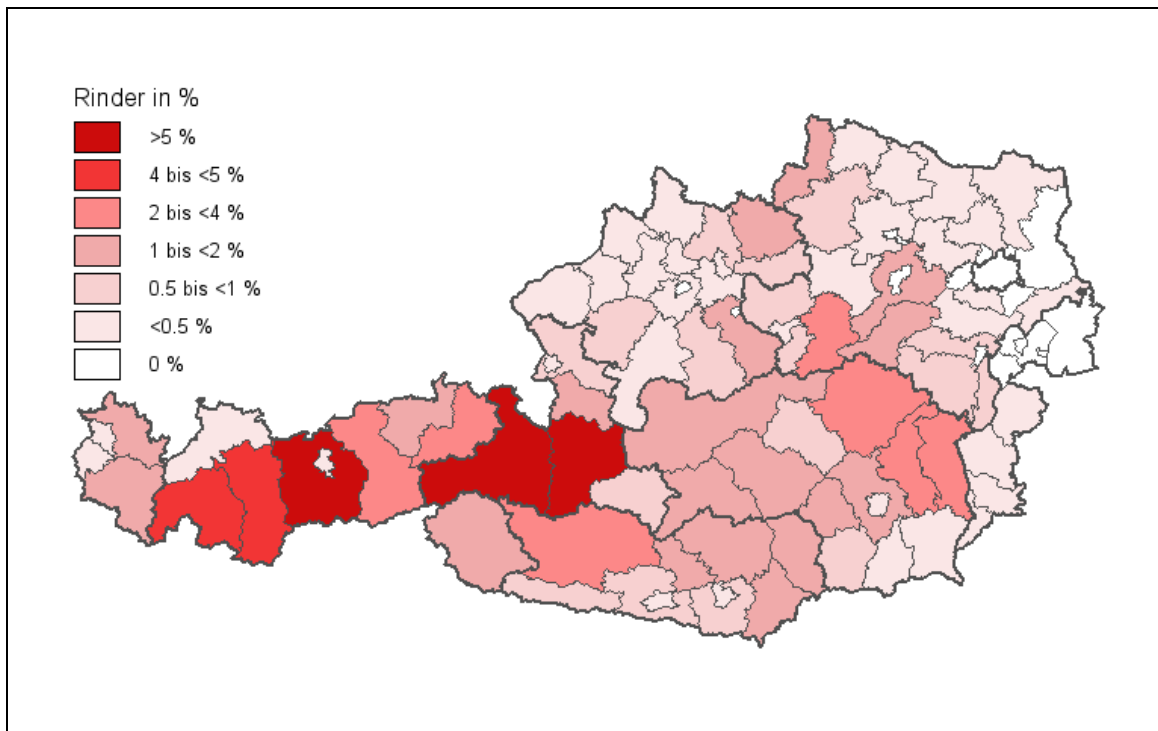 Rinder in %
>5 %
4 bis <5 %
2 bis <4 %
1 bis <2 %
0.5 bis <1 %
<0.5 %
0 %